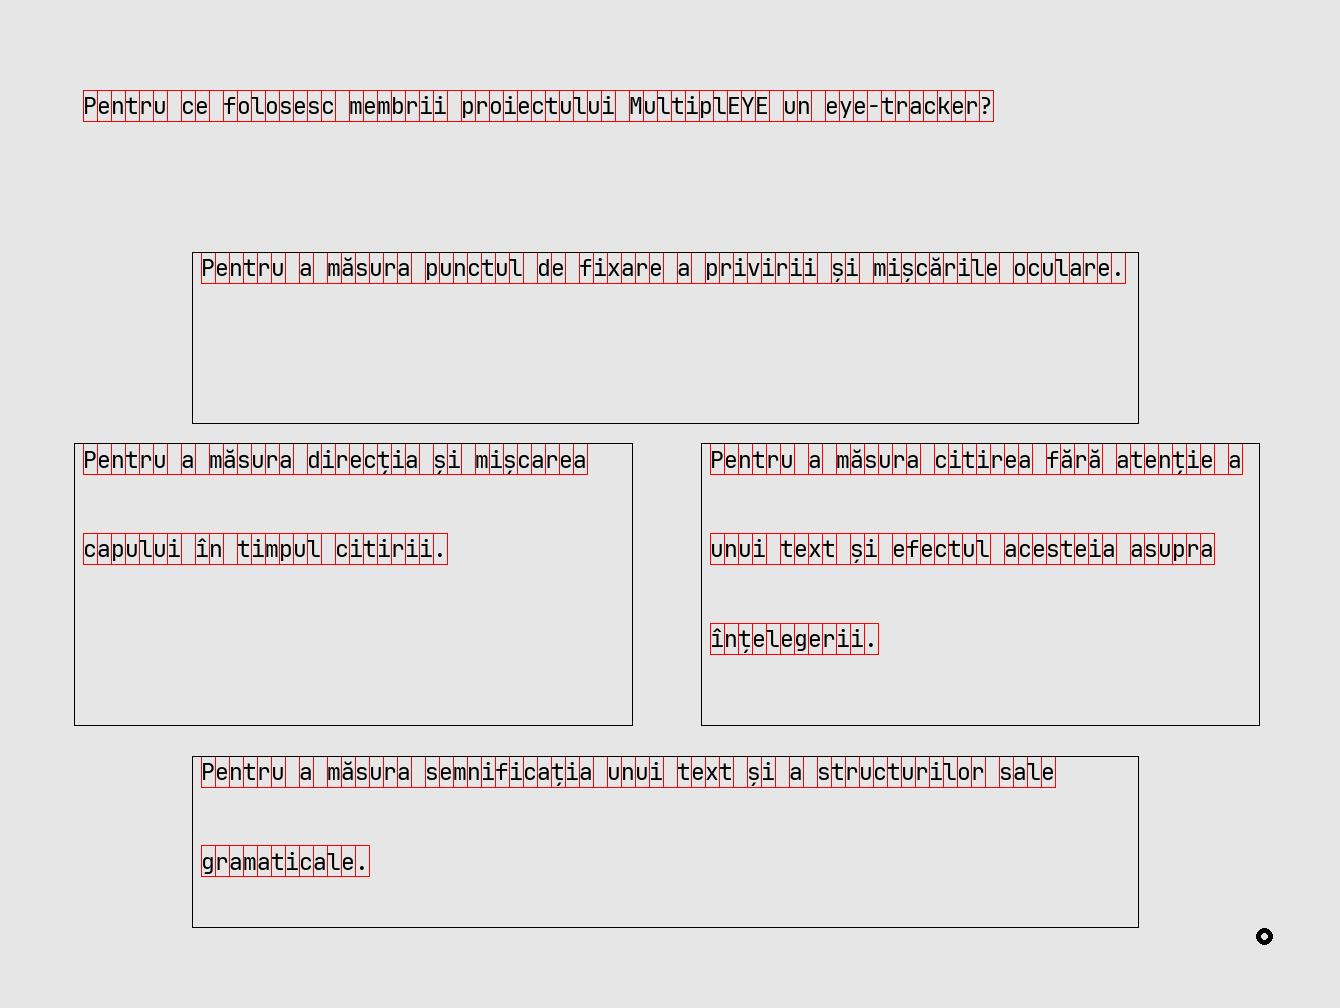 Pentru ce folosesc membrii proiectului MultiplEYE un eye-tracker?
Pentru a măsura punctul de fixare a privirii și mișcările oculare.
Pentru a măsura direcția și mișcarea
capului în timpul citirii.
Pentru a măsura citirea fără atenție a
unui text și efectul acesteia asupra
înțelegerii.
Pentru a măsura semnificația unui text și a structurilor sale
gramaticale.